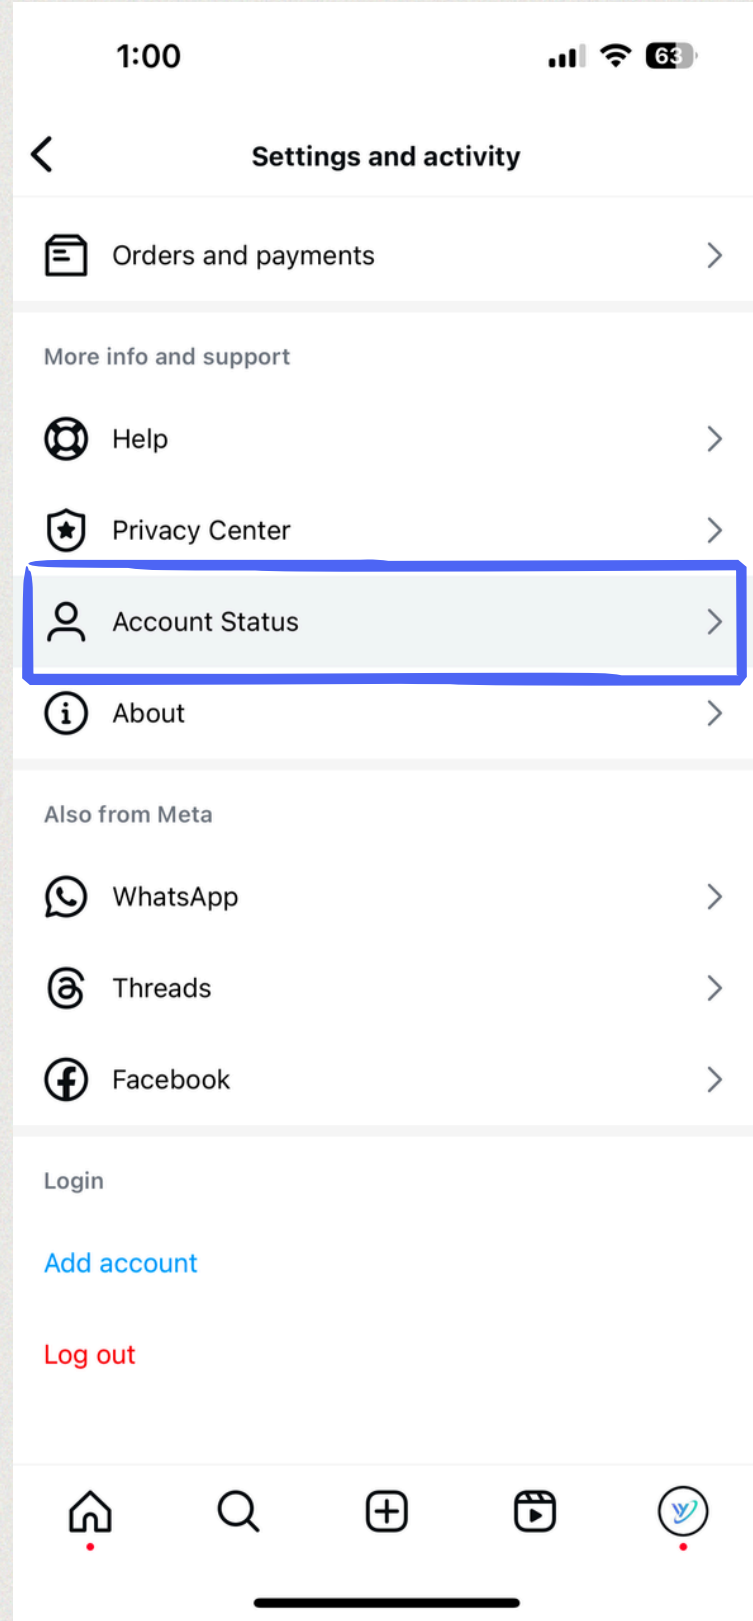 1:00
63
Settings and activity
Orders and payments
More info and support
Help
Privacy Center
Account Status
About
Also from Meta
WhatsApp
Threads
Facebook
Login
Add account
Log out